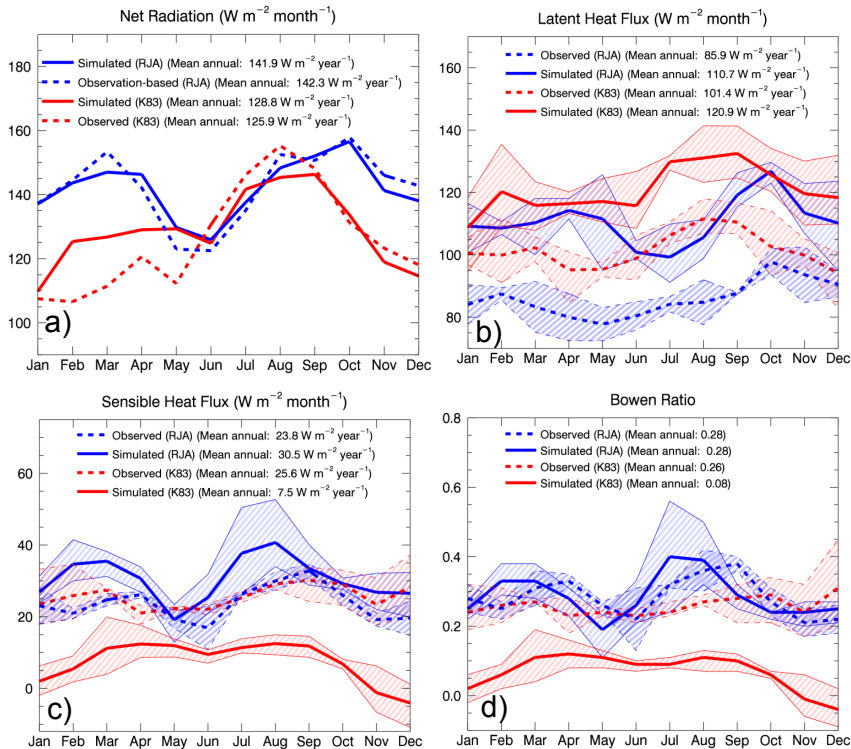 Net Radiation (W m−2 month−1)
Simulated (RJA) (Mean annual: 141.9 W m−2 year−1)
Observation-based (RJA) (Mean annual: 142.3 W m−2 year−1)
Simulated (K83) (Mean annual: 128.8 W m−2 year−1)
Observed (K83) (Mean annual: 125.9 W m−2 year−1)
180
160
140
120
100
a)
Jan Feb Mar Apr May Jun Jul Aug Sep Oct Nov Dec
Latent Heat Flux (W m−2 month−1)
Observed (RJA) (Mean annual: 85.9 W m−2 year−1)
Simulated (RJA) (Mean annual: 110.7 W m−2 year−1)
Observed (K83) (Mean annual: 101.4 W m−2 year−1)
Simulated (K83) (Mean annual: 120.9 W m−2 year−1)
160
140
120
100
80
b)
Jan Feb Mar Apr May Jun Jul Aug Sep Oct Nov Dec
Sensible Heat Flux (W m−2 month−1)
Observed (RJA) (Mean annual: 23.8 W m−2 year−1)
Simulated (RJA) (Mean annual: 30.5 W m−2 year−1)
Observed (K83) (Mean annual: 25.6 W m−2 year−1)
Simulated (K83) (Mean annual: 7.5 W m−2 year−1)
60
40
20
0
c)
Jan Feb Mar Apr May Jun Jul Aug Sep Oct Nov Dec
Bowen Ratio
Observed (RJA) (Mean annual: 0.28)
Simulated (RJA) (Mean annual: 0.28)
Observed (K83) (Mean annual: 0.26)
Simulated (K83) (Mean annual: 0.08)
0.8
0.6
0.4
0.2
0.0
d)
Jan Feb Mar Apr May Jun Jul Aug Sep Oct Nov Dec